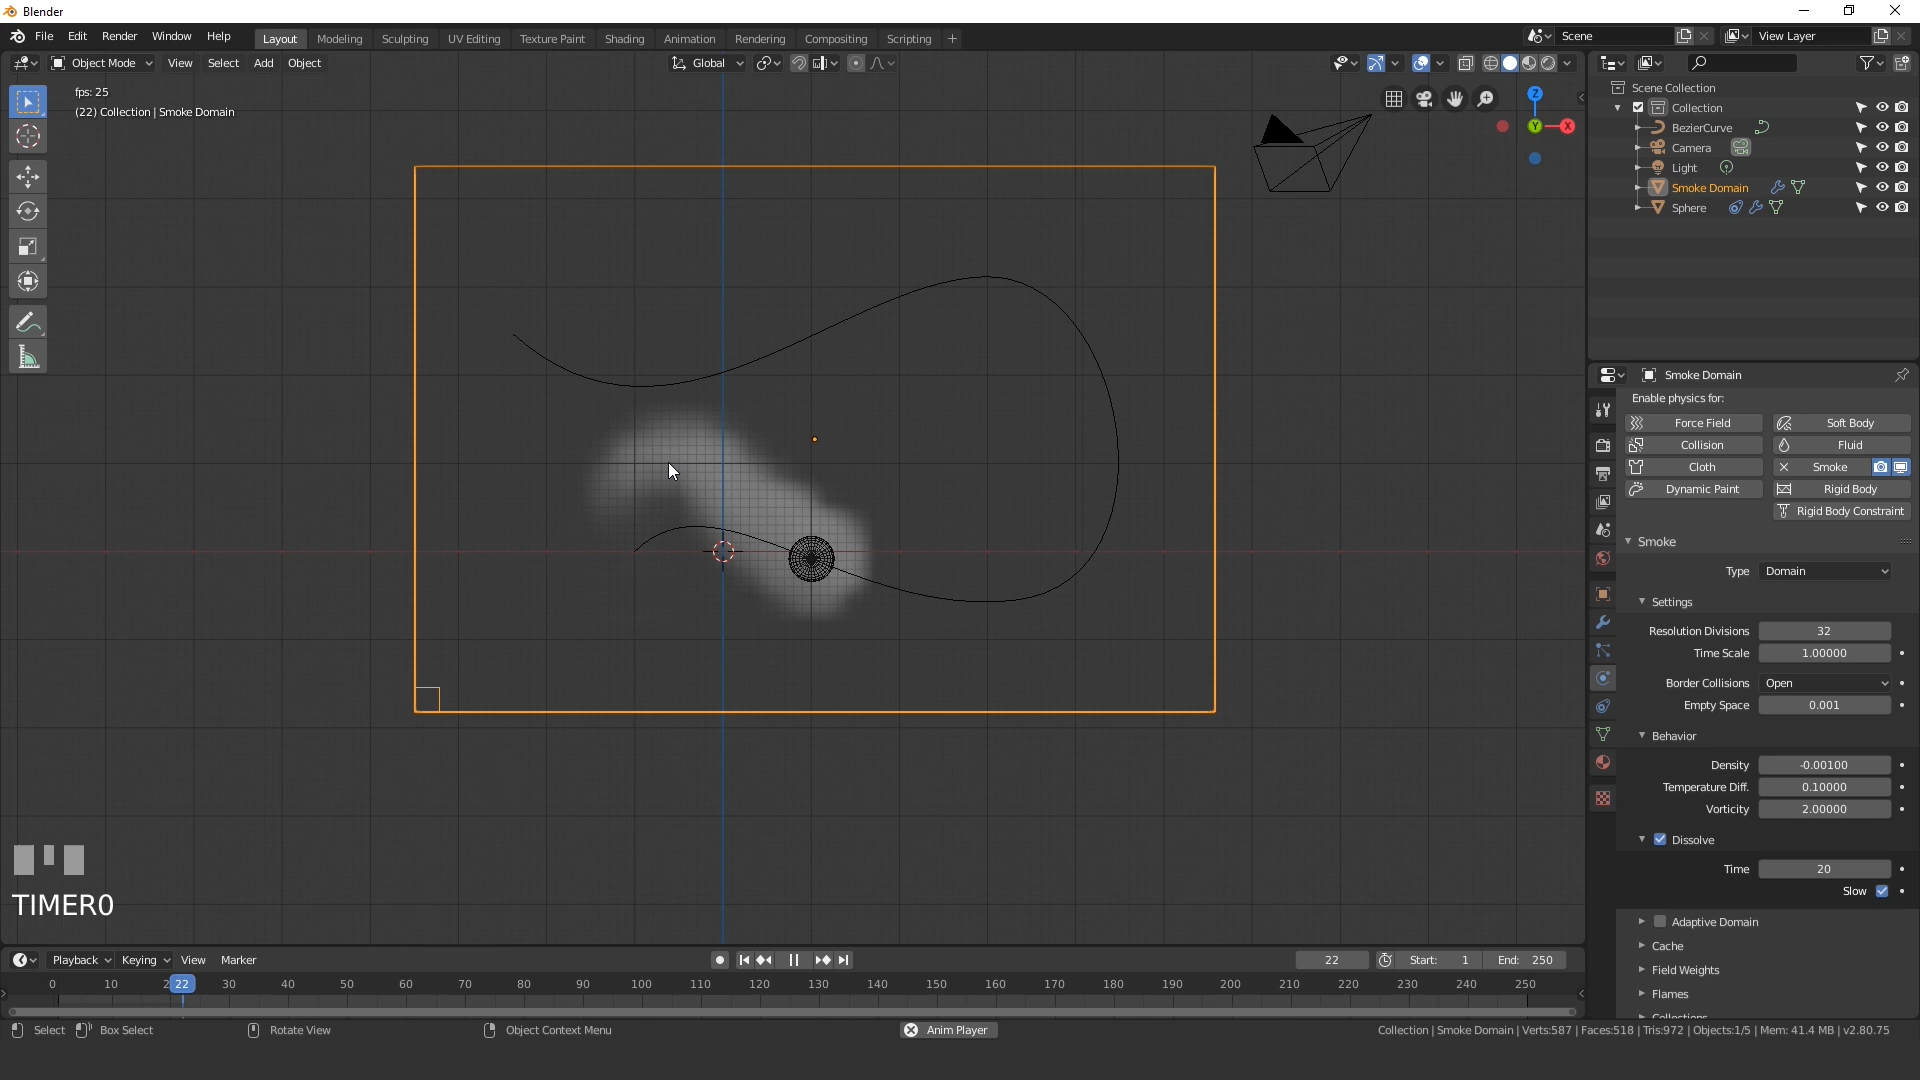 Blender
File Edit Render Window Help
Layout Modeling Sculpting UV Editing Texture Paint Shading Animation Rendering Compositing Scripting +
Scene
View Layer
Object Mode View Select Add Object
Global
fps: 25
(22) Collection | Smoke Domain
Z
Y
X
Scene Collection
Collection
BezierCurve
Camera
Light
Smoke Domain
Sphere
Smoke Domain
Enable physics for:
Force Field Soft Body
Collision Fluid
Cloth Smoke
Dynamic Paint Rigid Body
Rigid Body Constraint
Smoke
Type Domain
Settings
Resolution Divisions 32
Time Scale 1.00000
Border Collisions Open
Empty Space 0.001
Behavior
Density -0.00100
Temperature Diff. 0.10000
Vorticity 2.00000
Dissolve
Time 20
Slow
Adaptive Domain
Cache
Field Weights
Flames
TIMER0
Playback Keying View Marker
22 Start: 1 End: 250
0 10 22 30 40 50 60 70 80 90 100 110 120 130 140 150 160 170 180 190 200 210 220 230 240 250
Select Box Select Rotate View Object Context Menu Anim Player Collection | Smoke Domain | Verts:587 | Faces:518 | Tris:972 | Objects:1/5 | Mem: 41.4 MB | v2.80.75